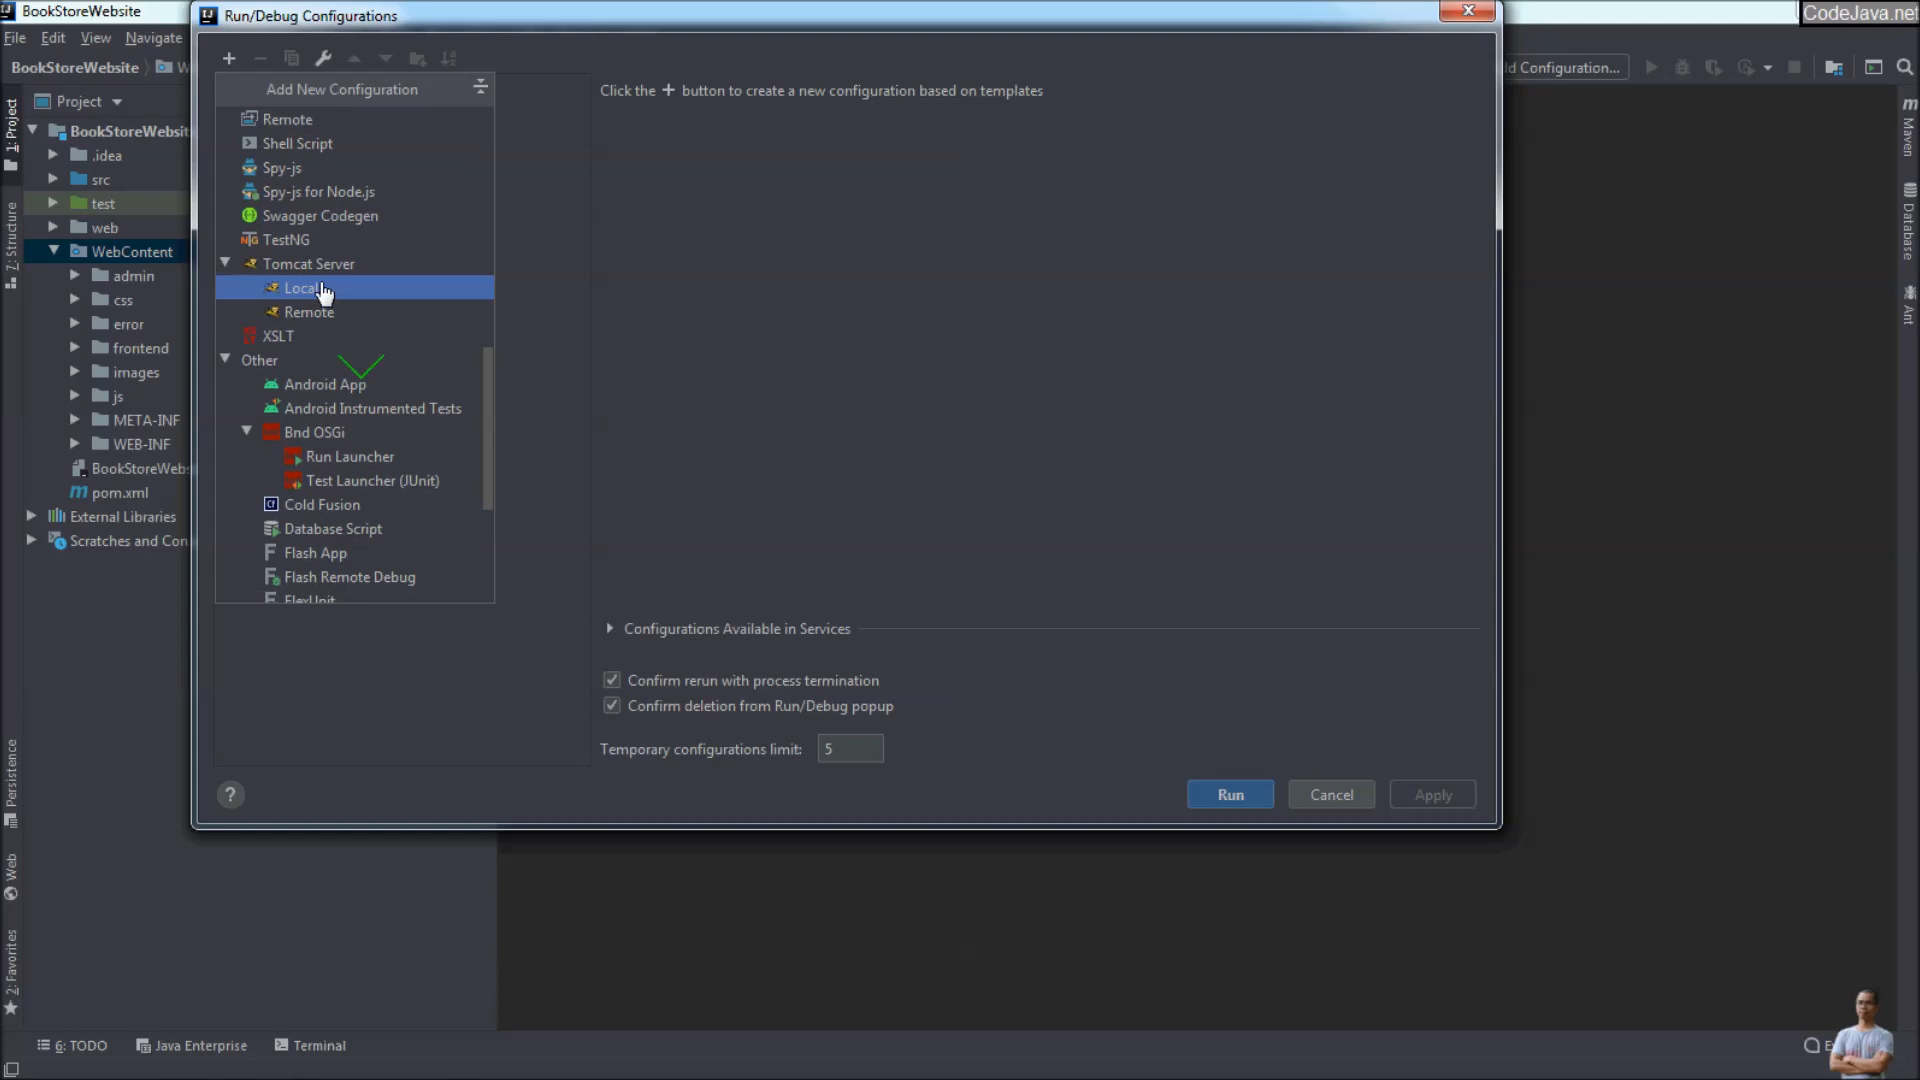 BookStoreWebsite
Run/Debug Configurations
CodeJava.net
File Edit View Navigate
BookStoreWebsite
Configuration...
Project
Add New Configuration
Click the + button to create a new configuration based on templates
1: Project
7: Structure
Persistence
Web
2: Favorites
Maven
Database
Ant
BookStoreWebsit
.idea
src
test
web
WebContent
admin
css
error
frontend
images
js
META-INF
WEB-INF
BookStoreWebs
pom.xml
External Libraries
Scratches and Con
Remote
Shell Script
Spy-js
Spy-js for Node.js
Swagger Codegen
TestNG
Tomcat Server
Local
Remote
XSLT
Other
Android App
Android Instrumented Tests
Bnd OSGi
Run Launcher
Test Launcher (JUnit)
Cold Fusion
Database Script
Flash App
Flash Remote Debug
FlexUnit
Configurations Available in Services
Confirm rerun with process termination
Confirm deletion from Run/Debug popup
Temporary configurations limit: 5
?
Run Cancel Apply
6: TODO Java Enterprise Terminal